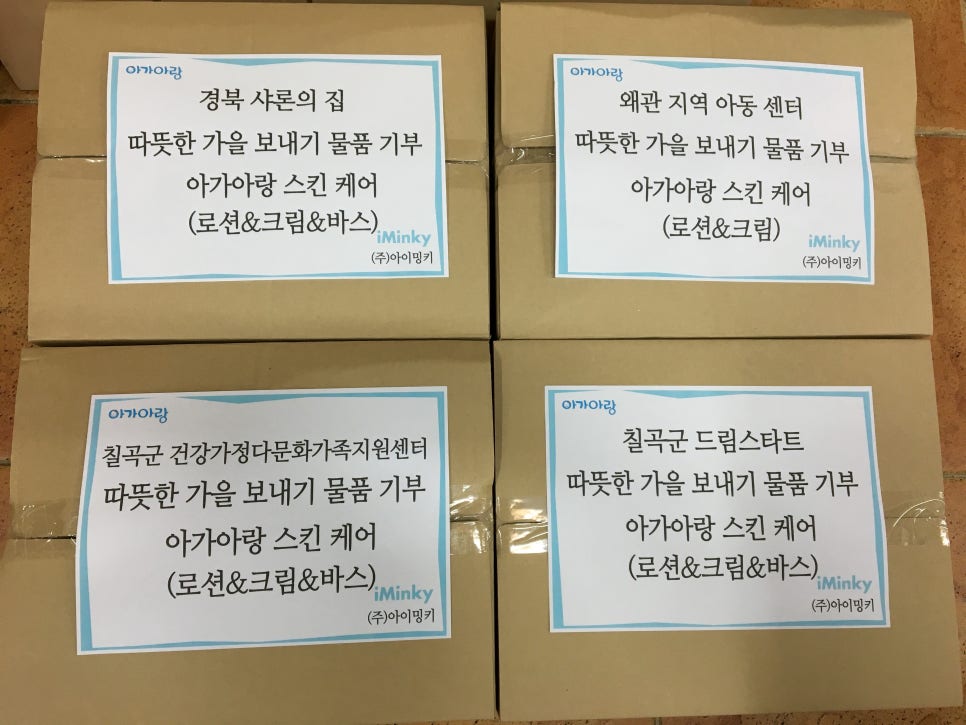 아가아랑
경북 샤론의 집
따뜻한 가을 보내기 물품 기부
아가아랑 스킨 케어
(로션&크림&바스)
iMinky
(주)아이밍키
아가아랑
왜관 지역 아동 센터
따뜻한 가을 보내기 물품 기부
아가아랑 스킨 케어
(로션&크림)
iMinky
(주)아이밍키
아가아랑
칠곡군 건강가정다문화가족지원센터
따뜻한 가을 보내기 물품 기부
아가아랑 스킨 케어
(로션&크림&바스)
iMinky
(주)아이밍키
아가아랑
칠곡군 드림스타트
따뜻한 가을 보내기 물품 기부
아가아랑 스킨 케어
(로션&크림&바스)
iMinky
(주)아이밍키